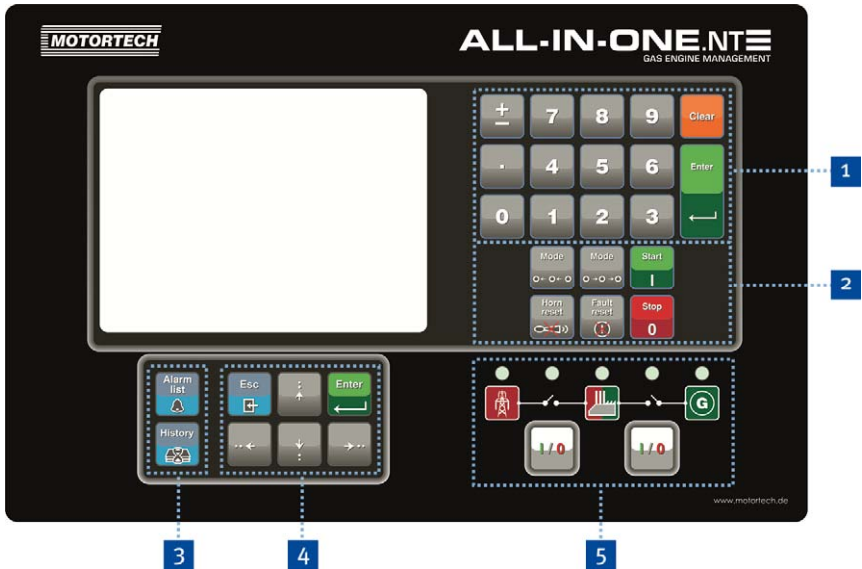 MOTORTECH
ALL-IN-ONE.NT
GAS ENGINE MANAGEMENT
+
- 7 8 9 Clear
. 4 5 6 Enter
0 1 2 3
1
Mode Mode Start
I
Horn reset Fault reset Stop
0
2
Alarm list
Esc
Enter
History
G
I/0 I/0
www.motortech.de
3 4 5